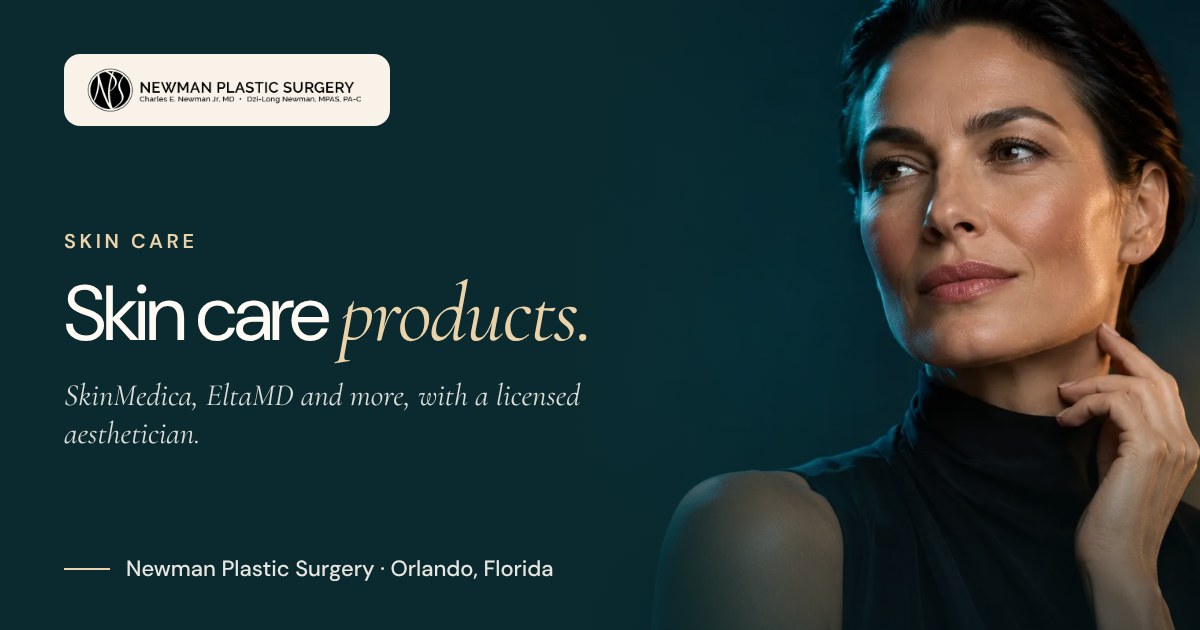 NPS
NEWMAN PLASTIC SURGERY
Charles E. Newman Jr, MD • Dzi-Long Newman, MPAS, PA-C
SKIN CARE
Skin care products.
SkinMedica, EltaMD and more, with a licensed
aesthetician.
Newman Plastic Surgery · Orlando, Florida